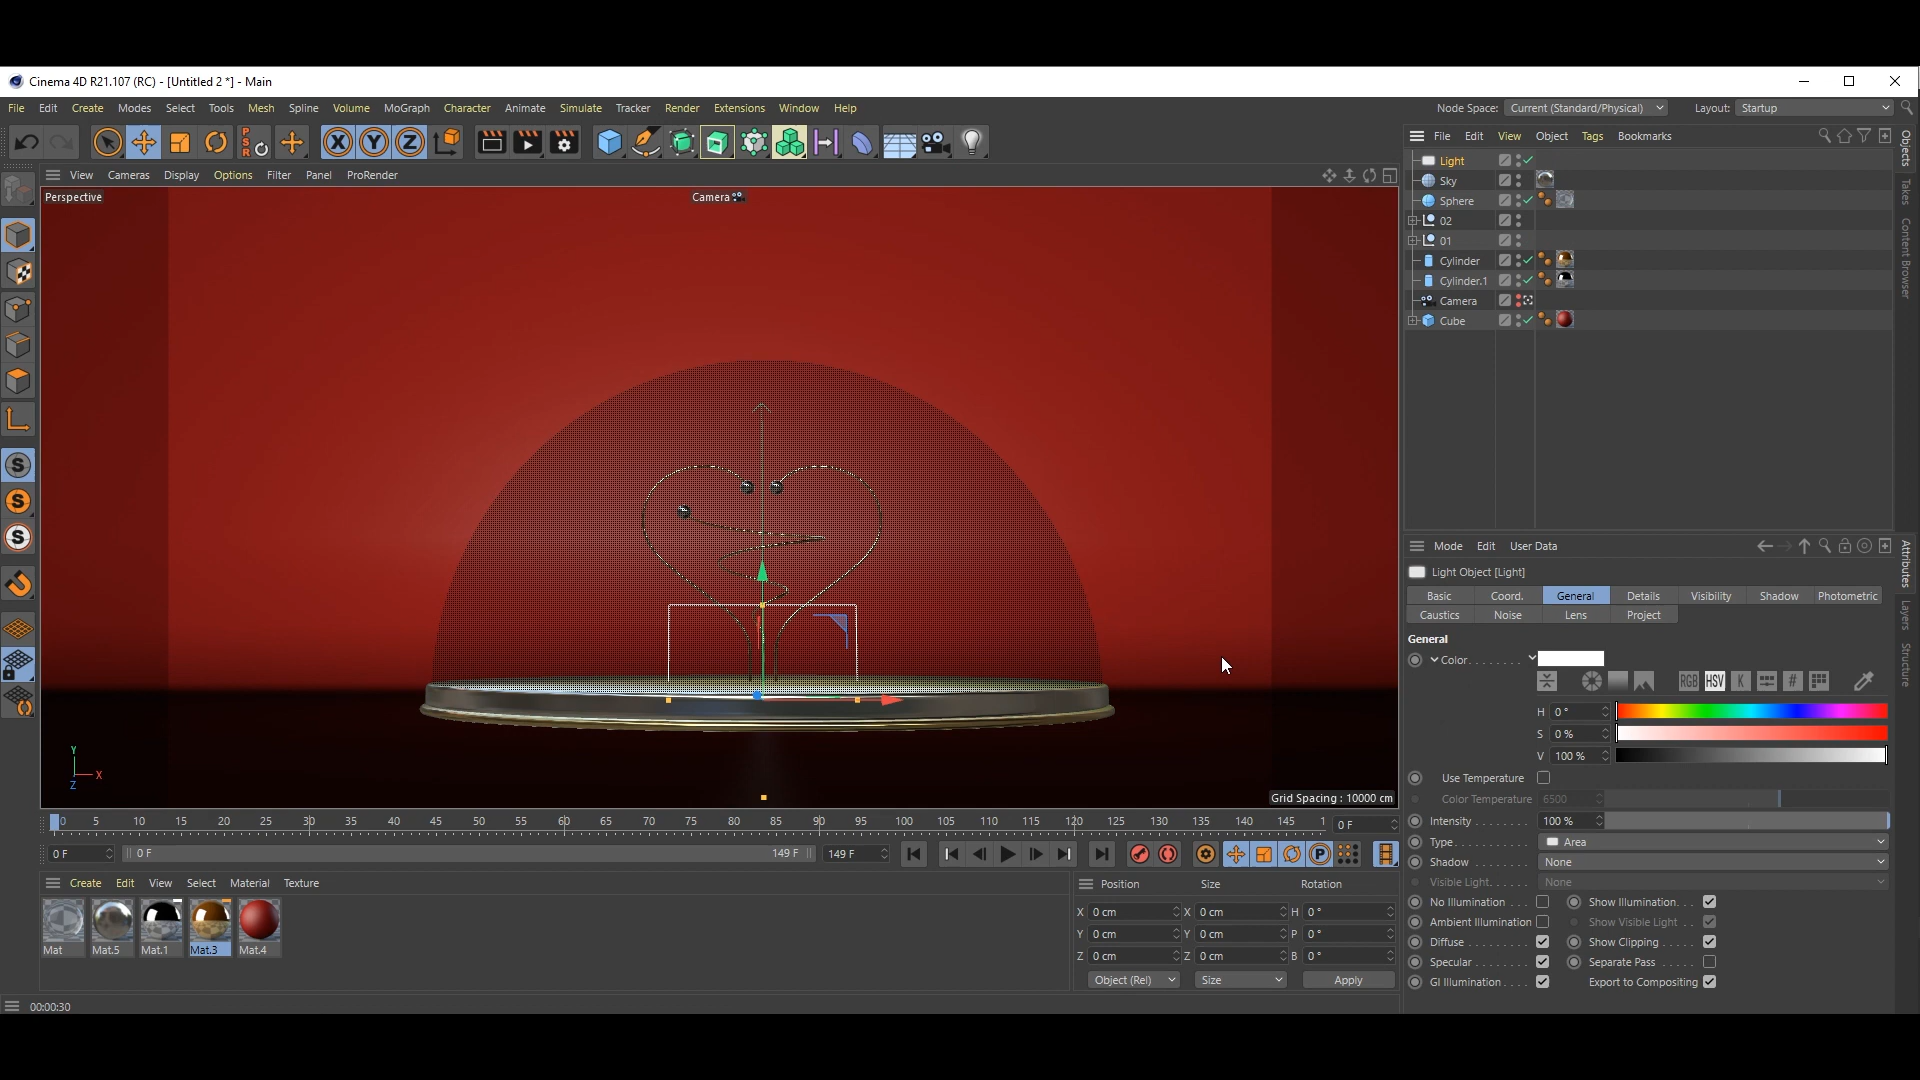 Cinema 4D R21.107 (RC) - [Untitled 2 *] - Main
File Edit Create Modes Select Tools Mesh Spline Volume MoGraph Character Animate Simulate Tracker Render Extensions Window Help Node Space: Current (Standard/Physical) Layout: Startup
PSR X Y Z
File Edit View Object Tags Bookmarks
View Cameras Display Options Filter Panel ProRender
Perspective Camera
Light
Sky
Sphere
02
01
Cylinder
Cylinder.1
Camera
Cube
Objects
Takes
Content Browser
S
S
S
Y
X
Z
Grid Spacing : 10000 cm
Mode Edit User Data
Light Object [Light]
Basic Coord. General Details Visibility Shadow Photometric
Caustics Noise Lens Project
General
Color
RGB HSV K #
H 0 °
S 0 %
V 100 %
Use Temperature
Color Temperature 6500
Intensity 100 %
Type Area
Shadow None
Visible Light None
No Illumination Show Illumination
Ambient Illumination Show Visible Light
Diffuse Show Clipping
Specular Separate Pass
GI Illumination Export to Compositing
Attributes
Layers
Structure
0 5 10 15 20 25 30 35 40 45 50 55 60 65 70 75 80 85 90 95 100 105 110 115 120 125 130 135 140 145 1 0 F
0 F 0 F 149 F 149 F P
Create Edit View Select Material Texture
Mat Mat.5 Mat.1 Mat.3 Mat.4
Position Size Rotation
X 0 cm X 0 cm H 0 °
Y 0 cm Y 0 cm P 0 °
Z 0 cm Z 0 cm B 0 °
Object (Rel) Size Apply
00:00:30